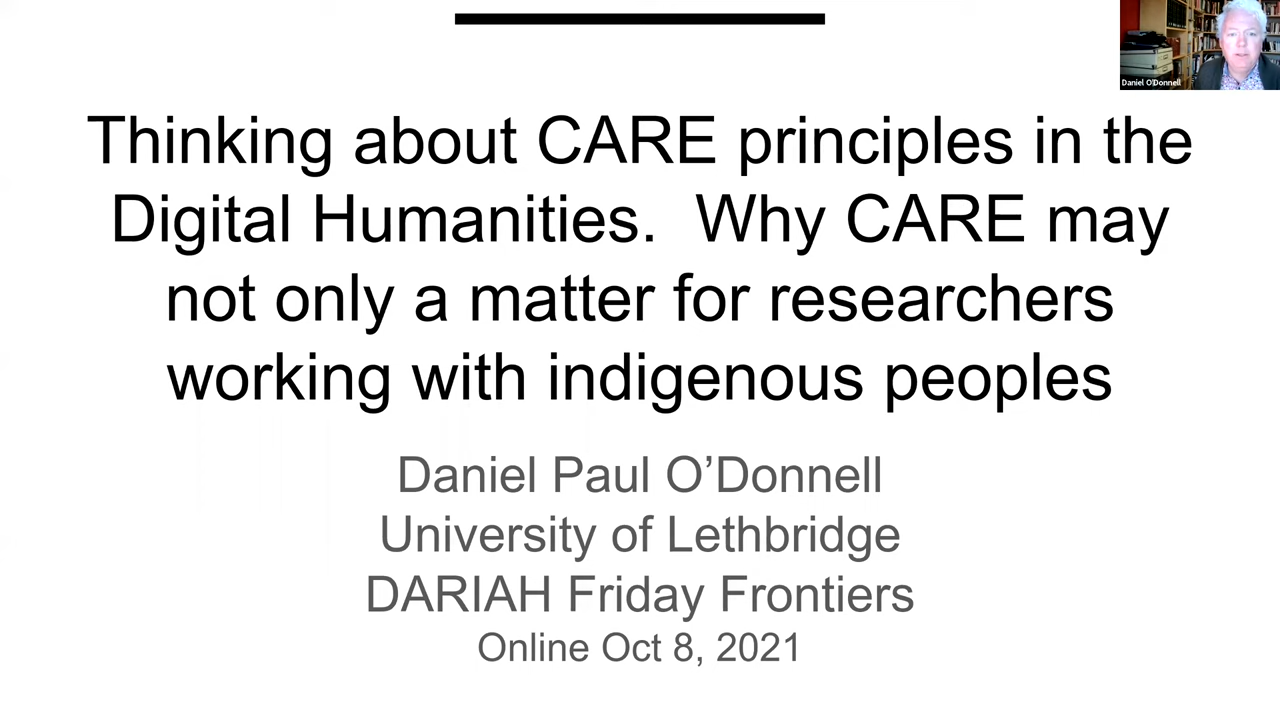 Daniel O'Donnell
Thinking about CARE principles in the
Digital Humanities. Why CARE may
not only a matter for researchers
working with indigenous peoples
Daniel Paul O’Donnell
University of Lethbridge
DARIAH Friday Frontiers
Online Oct 8, 2021